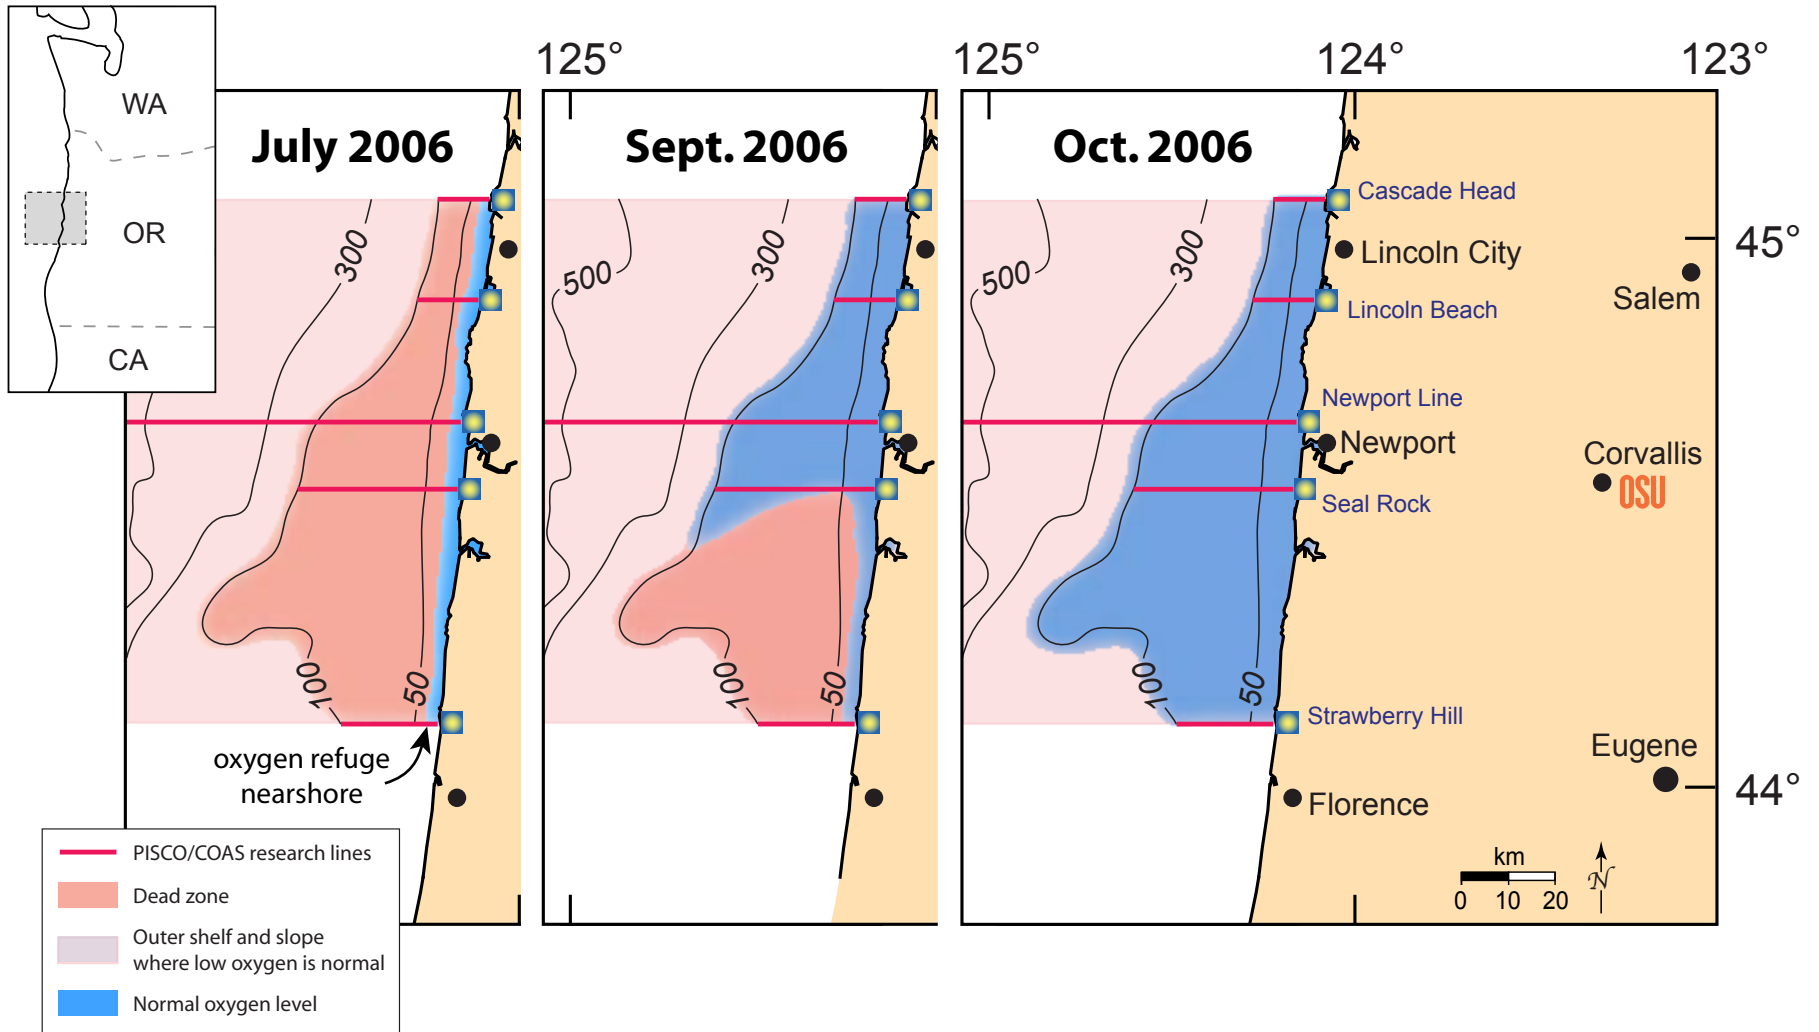 125°
125°
124°
123°
WA
OR
CA
July 2006
300
100
50
oxygen refuge
nearshore
Sept. 2006
500
300
100
50
Oct. 2006
500
300
100
50
Cascade Head
Lincoln City
Lincoln Beach
Newport Line
Newport
Seal Rock
Strawberry Hill
Florence
45°
Salem
Corvallis
OSU
Eugene
44°
km
0 10 20
N
PISCO/COAS research lines
Dead zone
Outer shelf and slope
where low oxygen is normal
Normal oxygen level